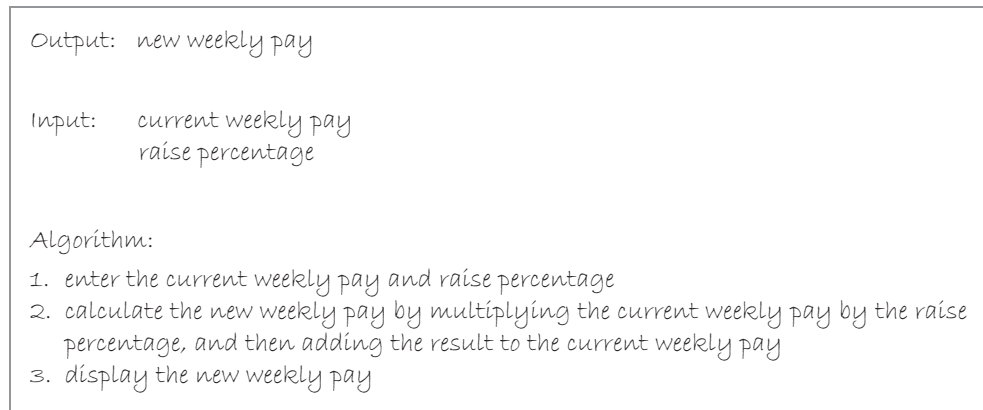 Output: new weekly pay
Input: current weekly pay
raise percentage
Algorithm:
1. enter the current weekly pay and raise percentage
2. calculate the new weekly pay by multiplying the current weekly pay by the raise
percentage, and then adding the result to the current weekly pay
3. display the new weekly pay